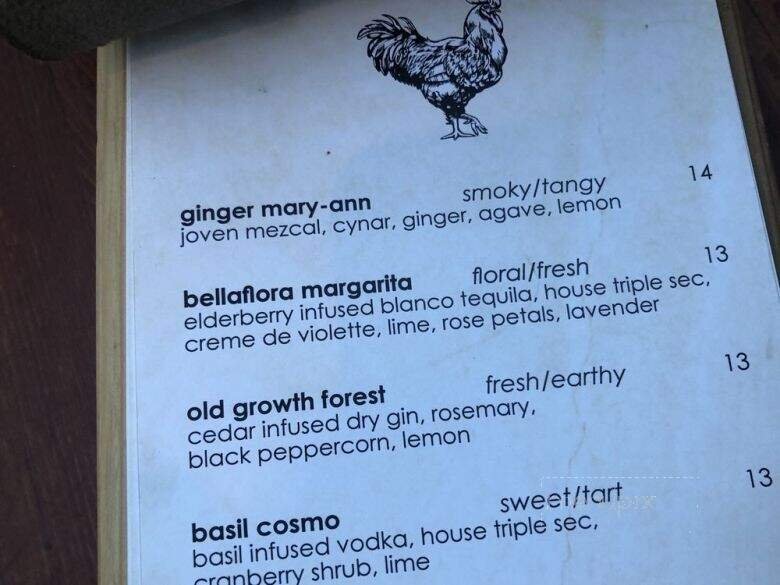 ginger mary-ann smoky/tangy 14
joven mezcal, cynar, ginger, agave, lemon
bellaflora margarita floral/fresh 13
elderberry infused blanco tequila, house triple sec,
creme de violette, lime, rose petals, lavender
old growth forest fresh/earthy 13
cedar infused dry gin, rosemary,
black peppercorn, lemon
basil cosmo sweet/tart 13
basil infused vodka, house triple sec,
cranberry shrub, lime